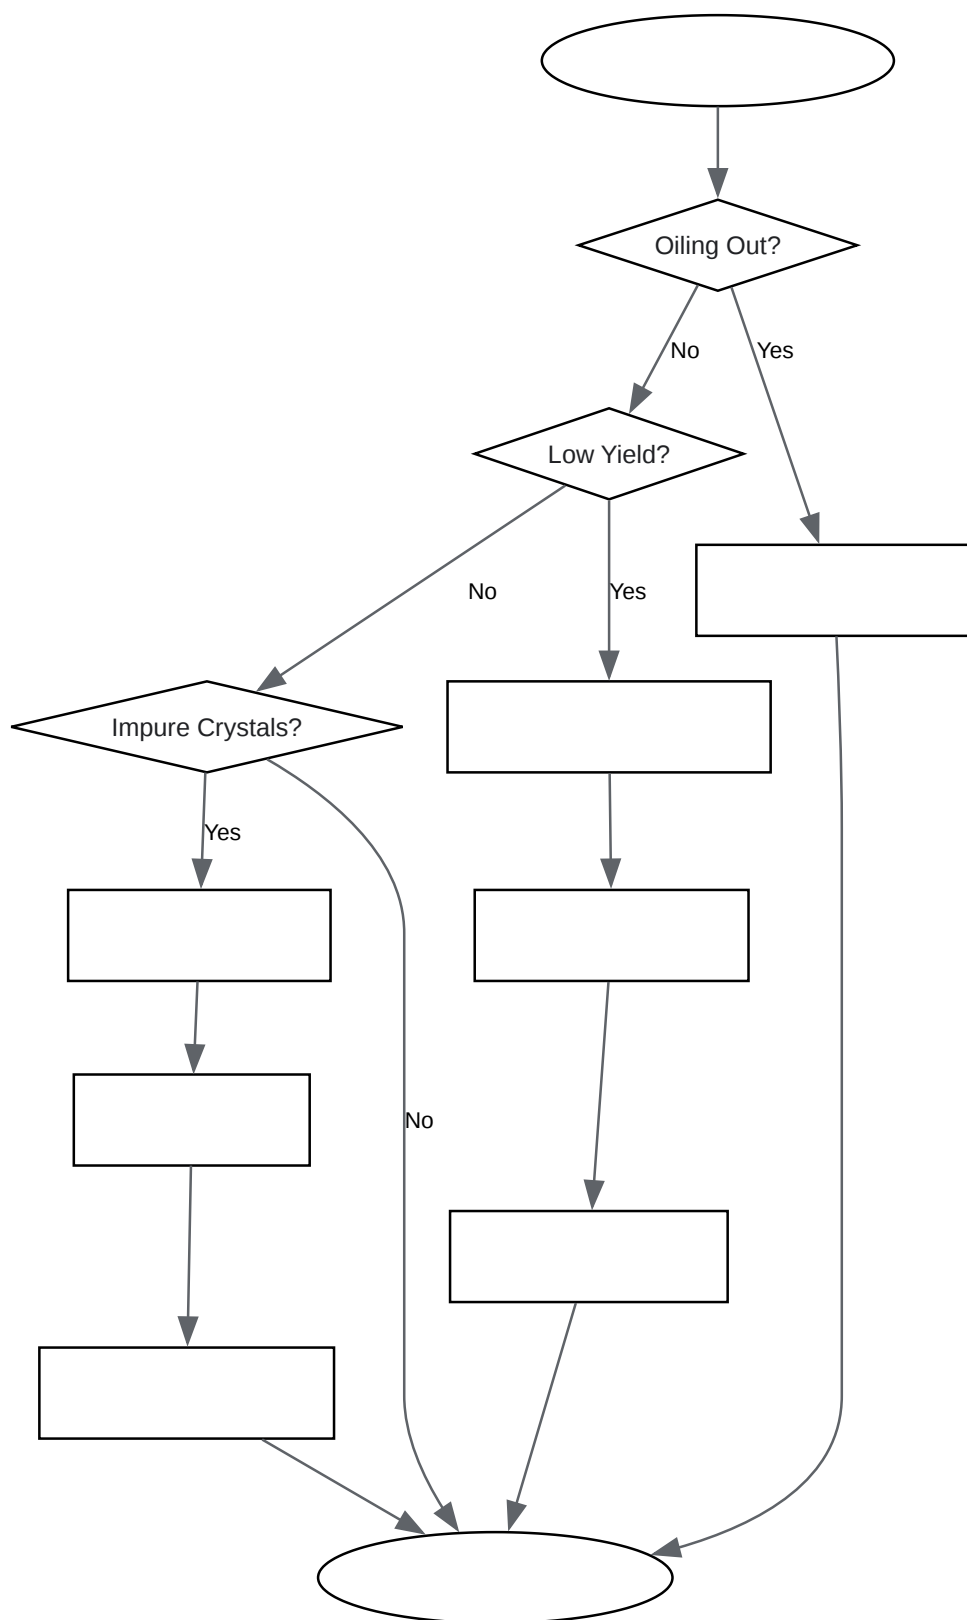 Oiling Out?
No
Yes
Low Yield?
No
Yes
Impure Crystals?
Yes
No